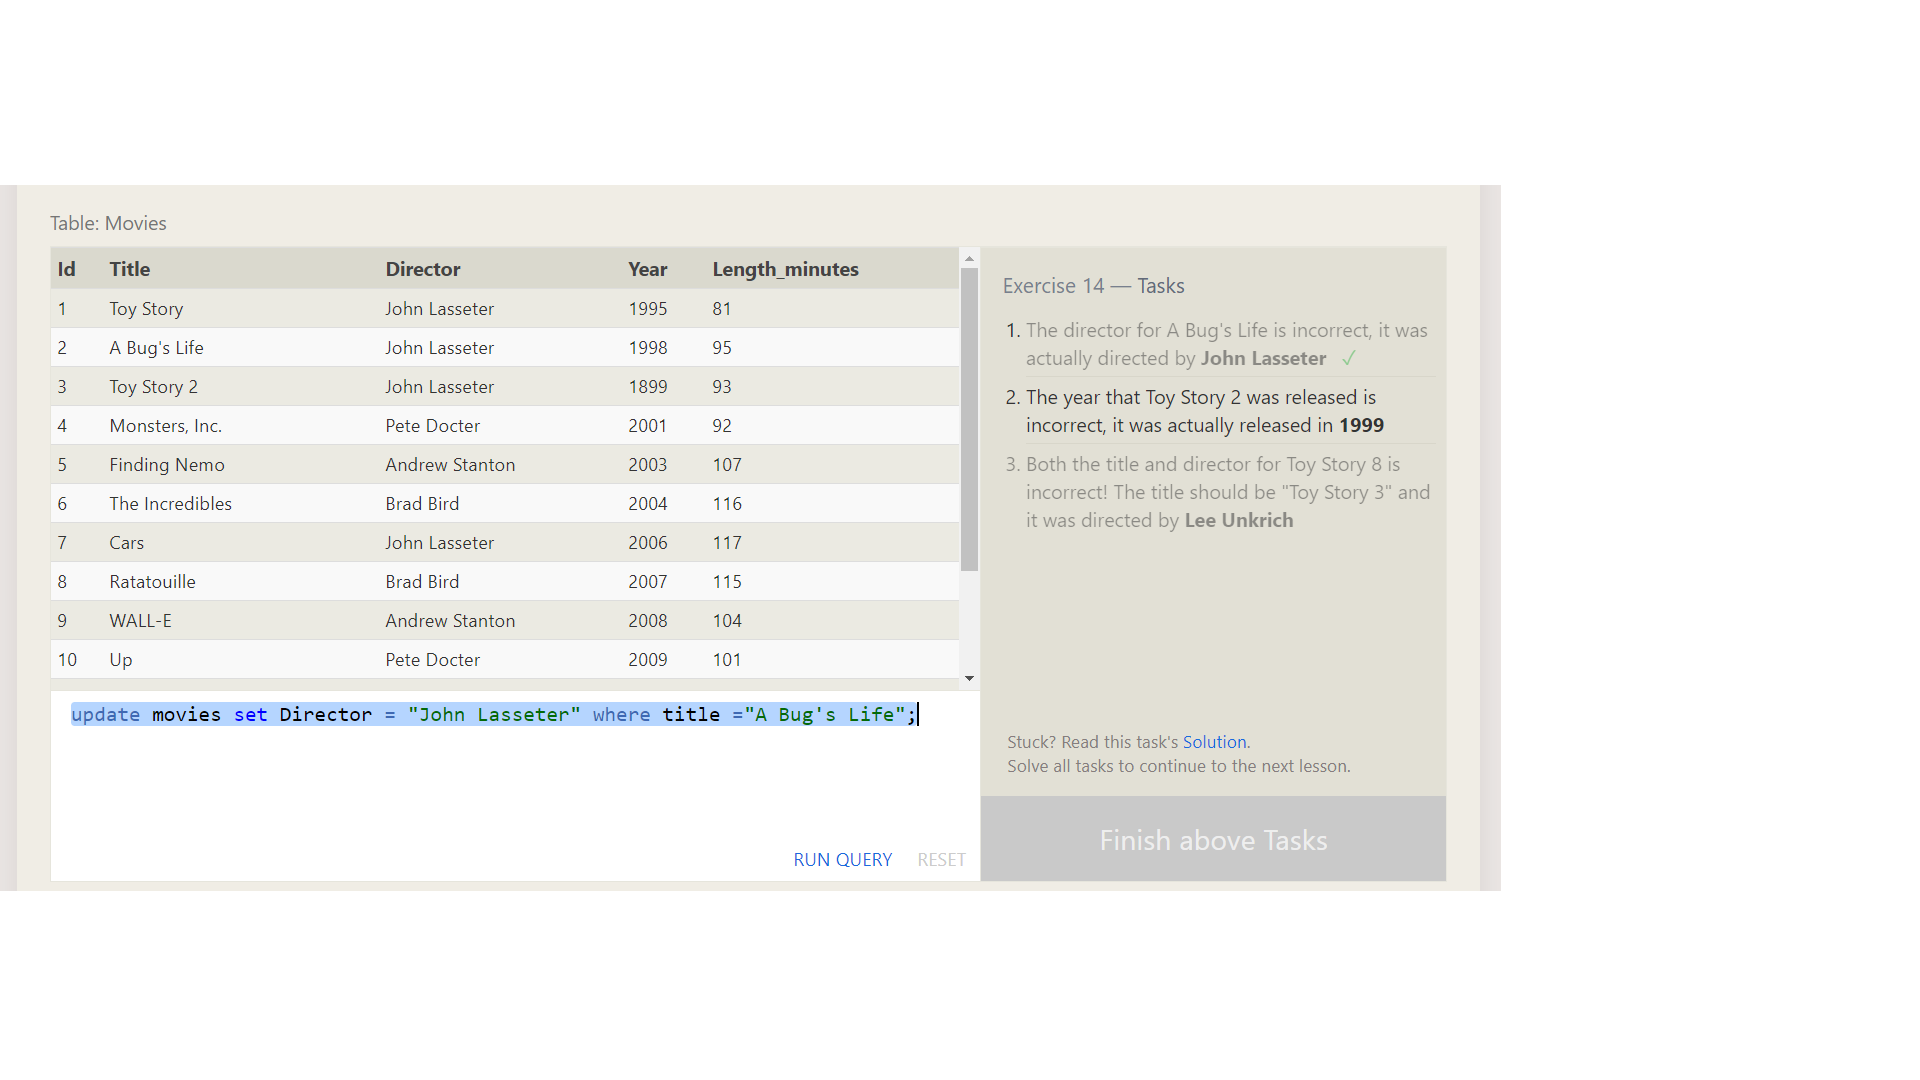 Table: Movies
Id Title Director Year Length_minutes
1 Toy Story John Lasseter 1995 81
2 A Bug's Life John Lasseter 1998 95
3 Toy Story 2 John Lasseter 1899 93
4 Monsters, Inc. Pete Docter 2001 92
5 Finding Nemo Andrew Stanton 2003 107
6 The Incredibles Brad Bird 2004 116
7 Cars John Lasseter 2006 117
8 Ratatouille Brad Bird 2007 115
9 WALL-E Andrew Stanton 2008 104
10 Up Pete Docter 2009 101
update movies set Director = "John Lasseter" where title ="A Bug's Life";
RUN QUERY RESET
Exercise 14 — Tasks
1. The director for A Bug's Life is incorrect, it was
actually directed by John Lasseter ✓
2. The year that Toy Story 2 was released is
incorrect, it was actually released in 1999
3. Both the title and director for Toy Story 8 is
incorrect! The title should be "Toy Story 3" and
it was directed by Lee Unkrich
Stuck? Read this task's Solution.
Solve all tasks to continue to the next lesson.
Finish above Tasks